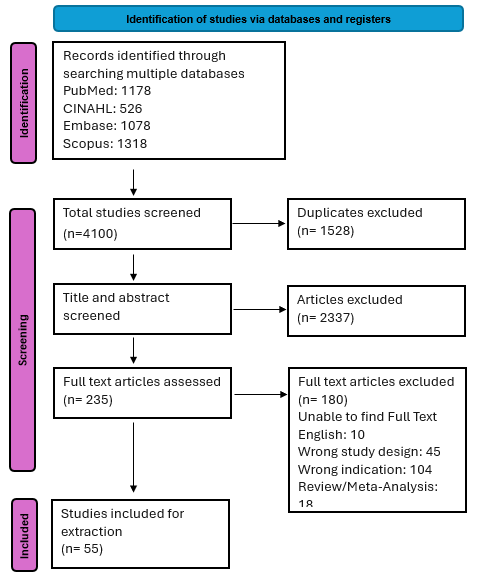 Identification of studies via databases and registers
Identification
Records identified through
searching multiple databases
PubMed: 1178
CINAHL: 526
Embase: 1078
Scopus: 1318
Screening
Total studies screened
(n=4100)
Duplicates excluded
(n= 1528)
Title and abstract
screened
Articles excluded
(n= 2337)
Full text articles assessed
(n= 235)
Full text articles excluded
(n= 180)
Unable to find Full Text
English: 10
Wrong study design: 45
Wrong indication: 104
Review/Meta-Analysis:
18
Included
Studies included for
extraction
(n= 55)